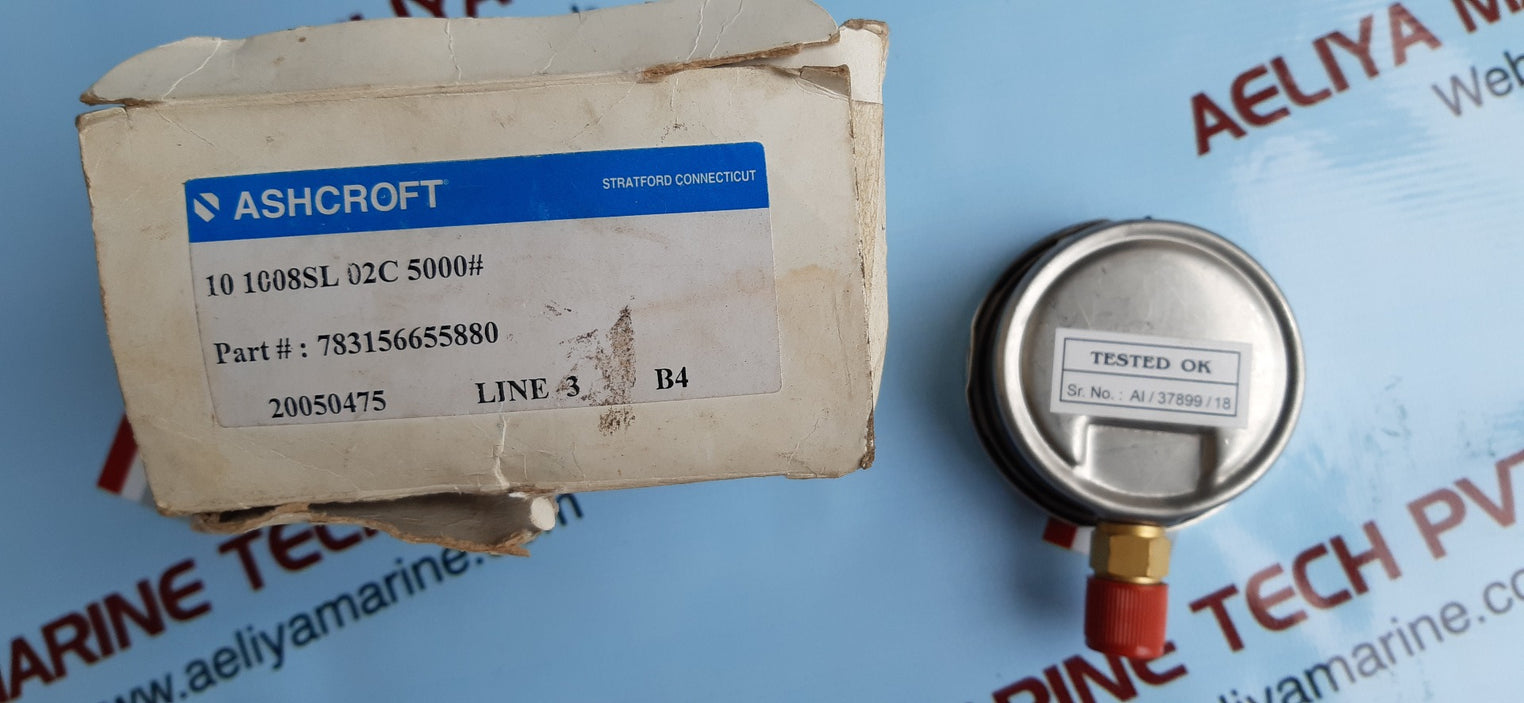 ASHCROFT
STRATFORD CONNECTICUT
10 1008SL 02C 5000#
Part # : 783156655880
20050475 LINE 3 B4
TESTED OK
Sr. No. : AI / 37899 / 18
AELIYA
AELIYA
Web
MARINE TECH
www.aeliyamarine.com
TECH PVT
aeliyamarine.co